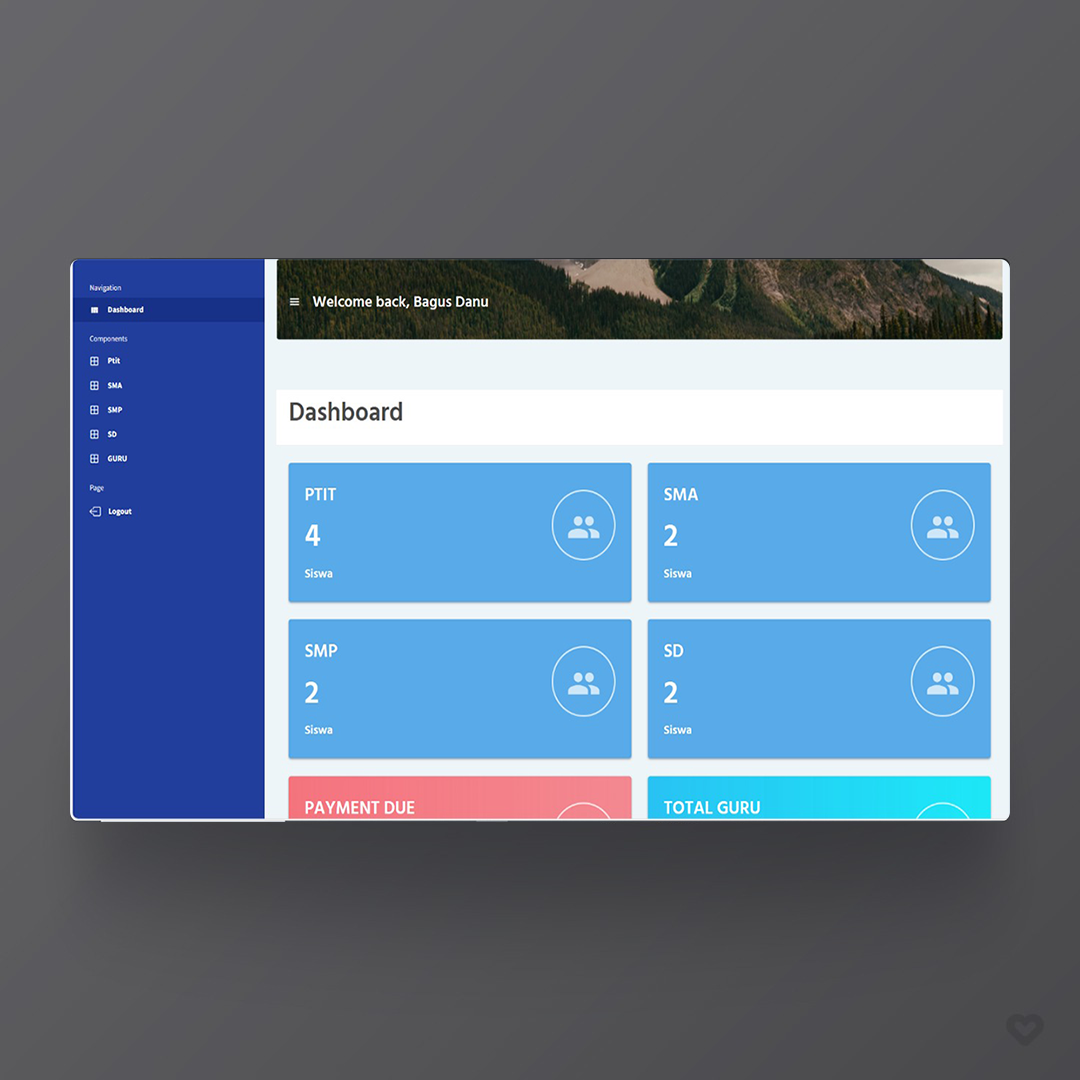 Navigation
Dashboard
Components
Ptit
SMA
SMP
SD
GURU
Page
Logout
Welcome back, Bagus Danu
Dashboard
PTIT
4
Siswa
SMA
2
Siswa
SMP
2
Siswa
SD
2
Siswa
PAYMENT DUE
TOTAL GURU